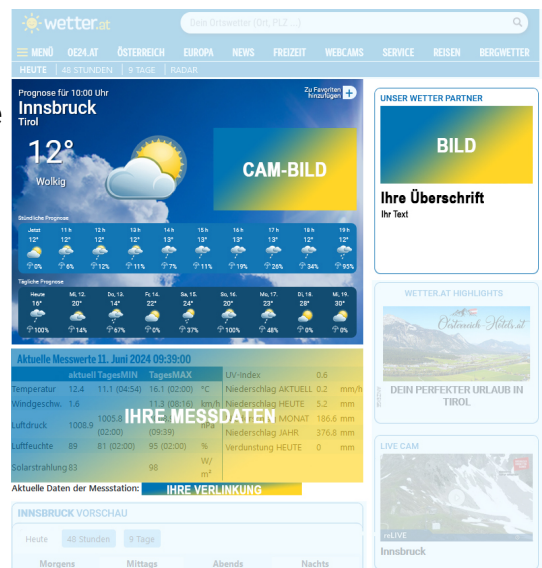 wetter.at
Dein Ortswetter (Ort, PLZ ...)
MENÜ OE24.AT ÖSTERREICH EUROPA NEWS FREIZEIT WEBCAMS SERVICE REISEN BERGWETTER
HEUTE 48 STUNDEN 9 TAGE RADAR
Prognose für 10:00 Uhr
Zu Favoriten hinzufügen
Innsbruck
Tirol
12°
Wolkig
CAM-BILD
Stündliche Prognose
Jetzt 11 h 12 h 13 h 14 h 15 h 16 h 17 h 18 h 19 h
12° 12° 12° 12° 13° 13° 13° 13° 12° 12°
0% 6% 12% 11% 7% 11% 19% 26% 34% 95%
Tägliche Prognose
Heute Mi, 12. Do, 13. Fr, 14. Sa, 15. So, 16. Mo, 17. Di, 18. Mi, 19.
16° 20° 14° 22° 24° 20° 23° 28° 30°
100% 14% 67% 0% 37% 100% 48% 0% 0%
UNSER WETTER PARTNER
BILD
Ihre Überschrift
Ihr Text
WETTER.AT HIGHLIGHTS
Österreich-Hotels.at
DEIN PERFEKTER URLAUB IN TIROL
Aktuelle Messwerte 11. Juni 2024 09:39:00
aktuell TagesMIN TagesMAX UV-Index 0.6
Temperatur 12.4 11.1 (04:54) 16.1 (02:00) °C Niederschlag AKTUELL 0.2 mm/h
Windgeschw. 1.6 11.3 (08:16) km/h Niederschlag HEUTE 5.2 mm
IHRE MESSDATEN
Luftdruck 1008.9 1005.8 (02:00) (09:39) hPa MONAT 186.6 mm
Niederschlag JAHR 376.8 mm
Luftfeuchte 89 81 (02:00) 95 (02:00) % Verdunstung HEUTE 0 mm
Solarstrahlung 83 98 W/m²
Aktuelle Daten der Messtation: IHRE VERLINKUNG
LIVE CAM
reLIVE
Innsbruck
INNSBRUCK VORSCHAU
Heute 48 Stunden 9 Tage
Morgens Mittags Abends Nachts